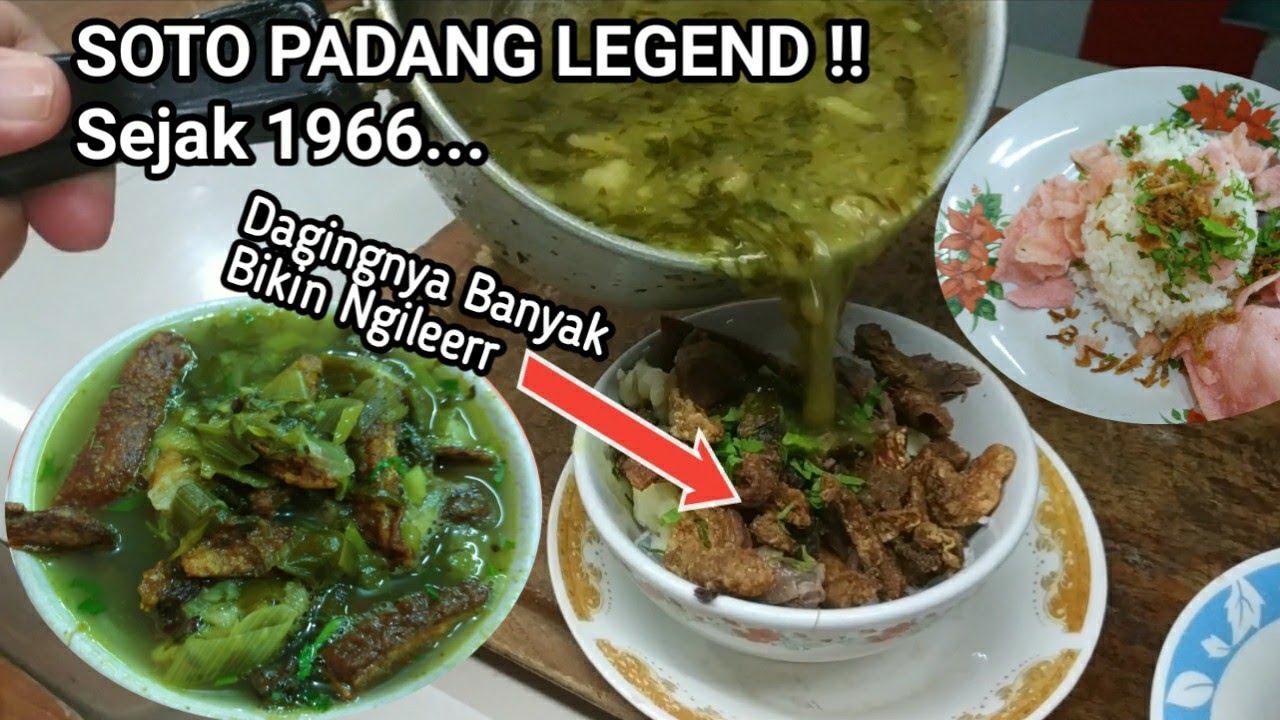 SOTO PADANG LEGEND !!
Sejak 1966...
Dagingnya Banyak
Bikin Ngileerr